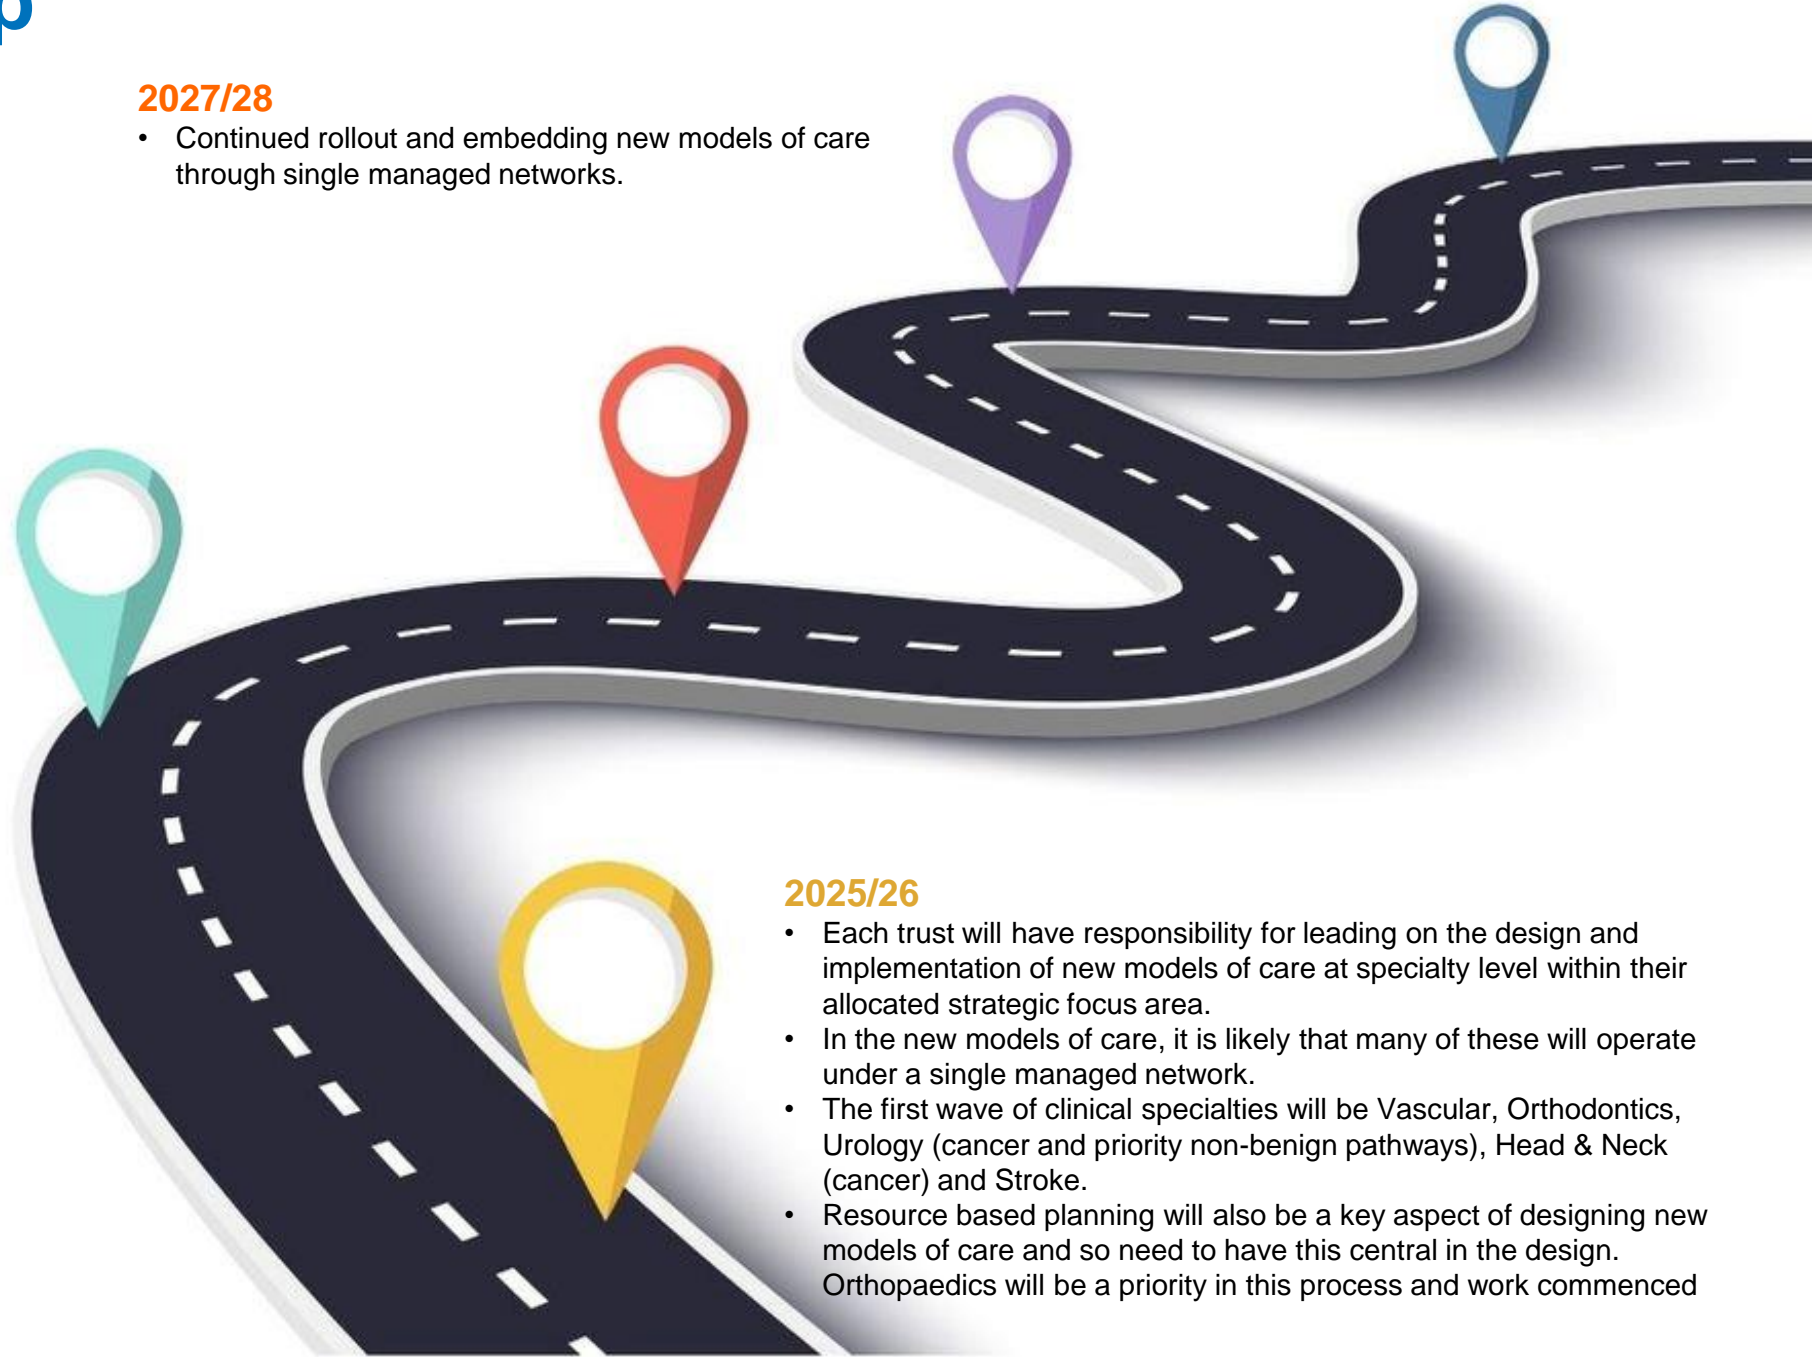 p
2027/28
• Continued rollout and embedding new models of care
through single managed networks.
2025/26
• Each trust will have responsibility for leading on the design and
implementation of new models of care at specialty level within their
allocated strategic focus area.
• In the new models of care, it is likely that many of these will operate
under a single managed network.
• The first wave of clinical specialties will be Vascular, Orthodontics,
Urology (cancer and priority non-benign pathways), Head & Neck
(cancer) and Stroke.
• Resource based planning will also be a key aspect of designing new
models of care and so need to have this central in the design.
Orthopaedics will be a priority in this process and work commenced